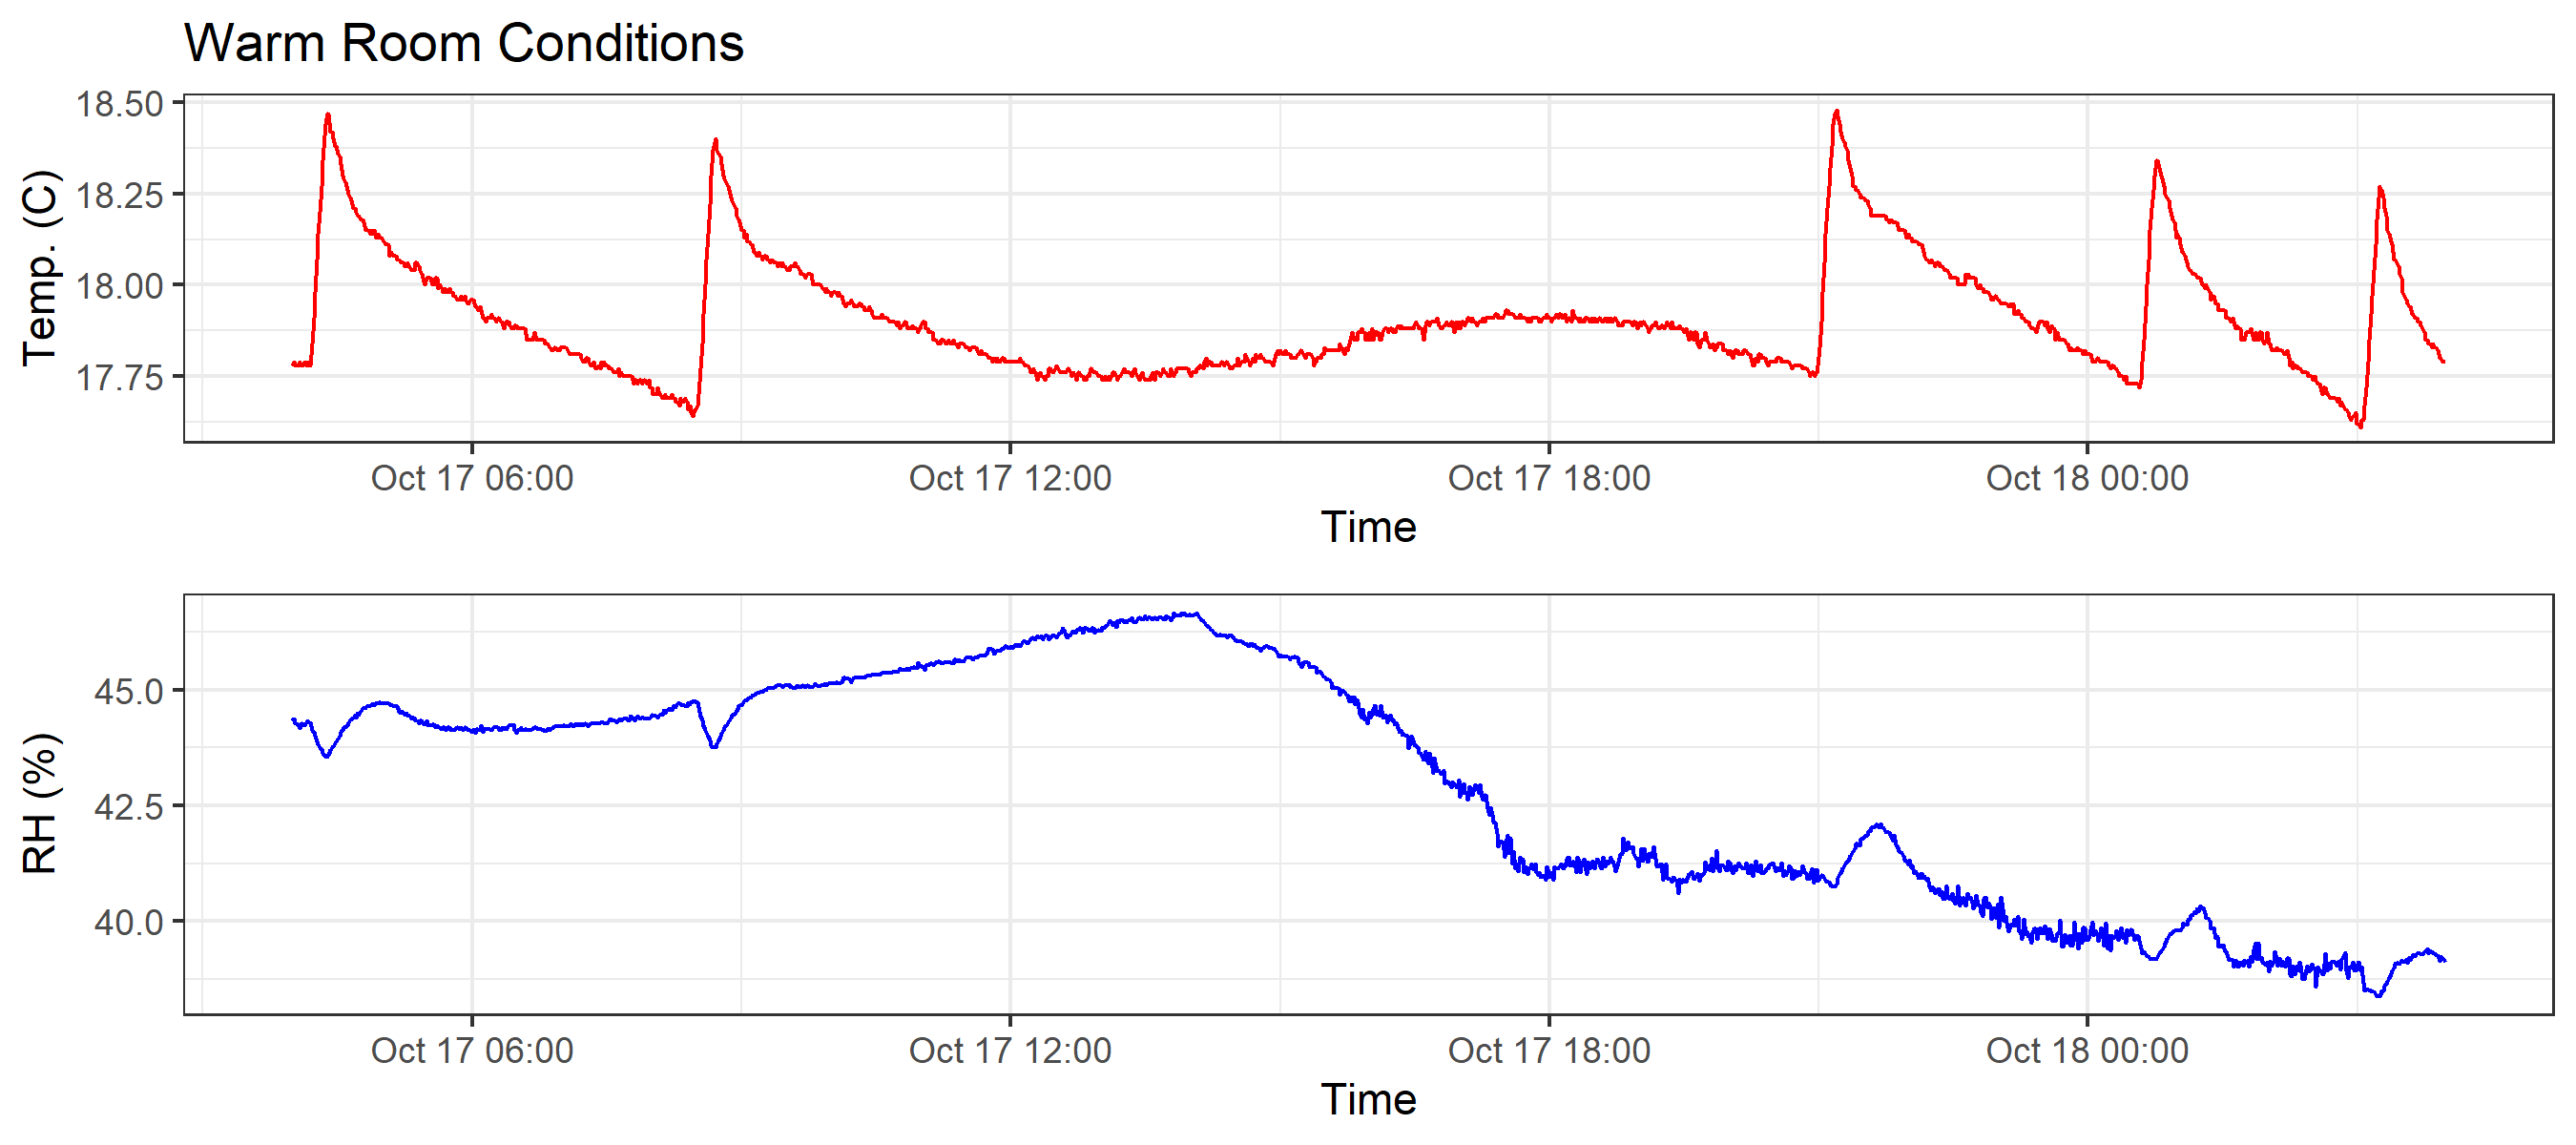 Warm Room Conditions
Temp. (C)
18.50
18.25
18.00
17.75
Oct 17 06:00 Oct 17 12:00 Oct 17 18:00 Oct 18 00:00
Time
RH (%)
45.0
42.5
40.0
Oct 17 06:00 Oct 17 12:00 Oct 17 18:00 Oct 18 00:00
Time